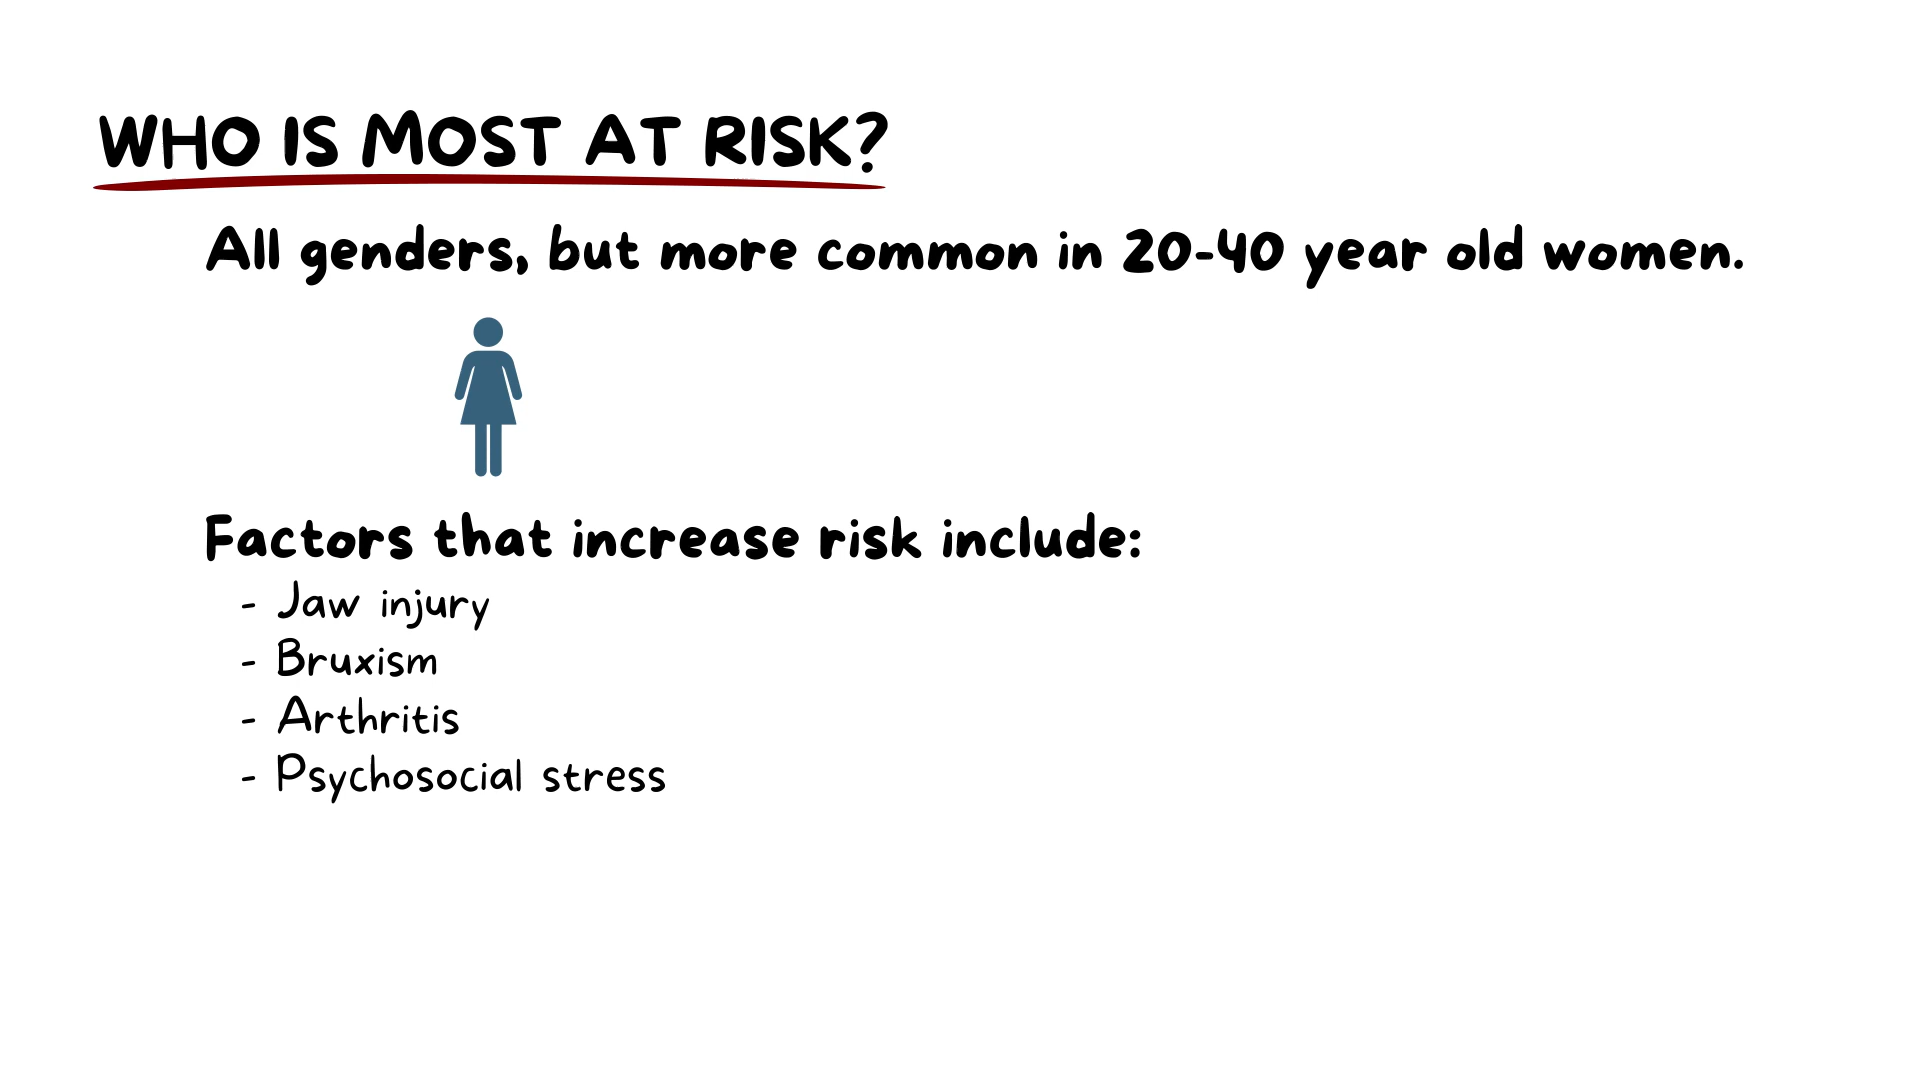 WHO IS MOST AT RISK?
All genders, but more common in 20-40 year old women.
Factors that increase risk include:
- Jaw injury
- Bruxism
- Arthritis
- Psychosocial stress